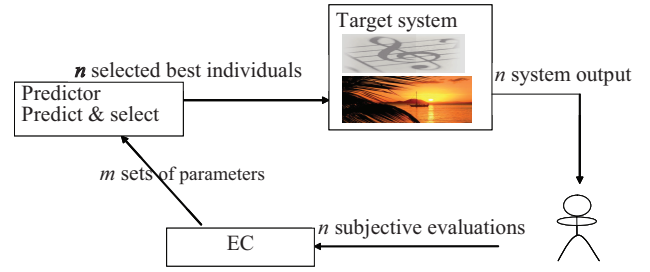 Target system
n selected best individuals
n system output
Predictor
Predict & select
m sets of parameters
n subjective evaluations
EC